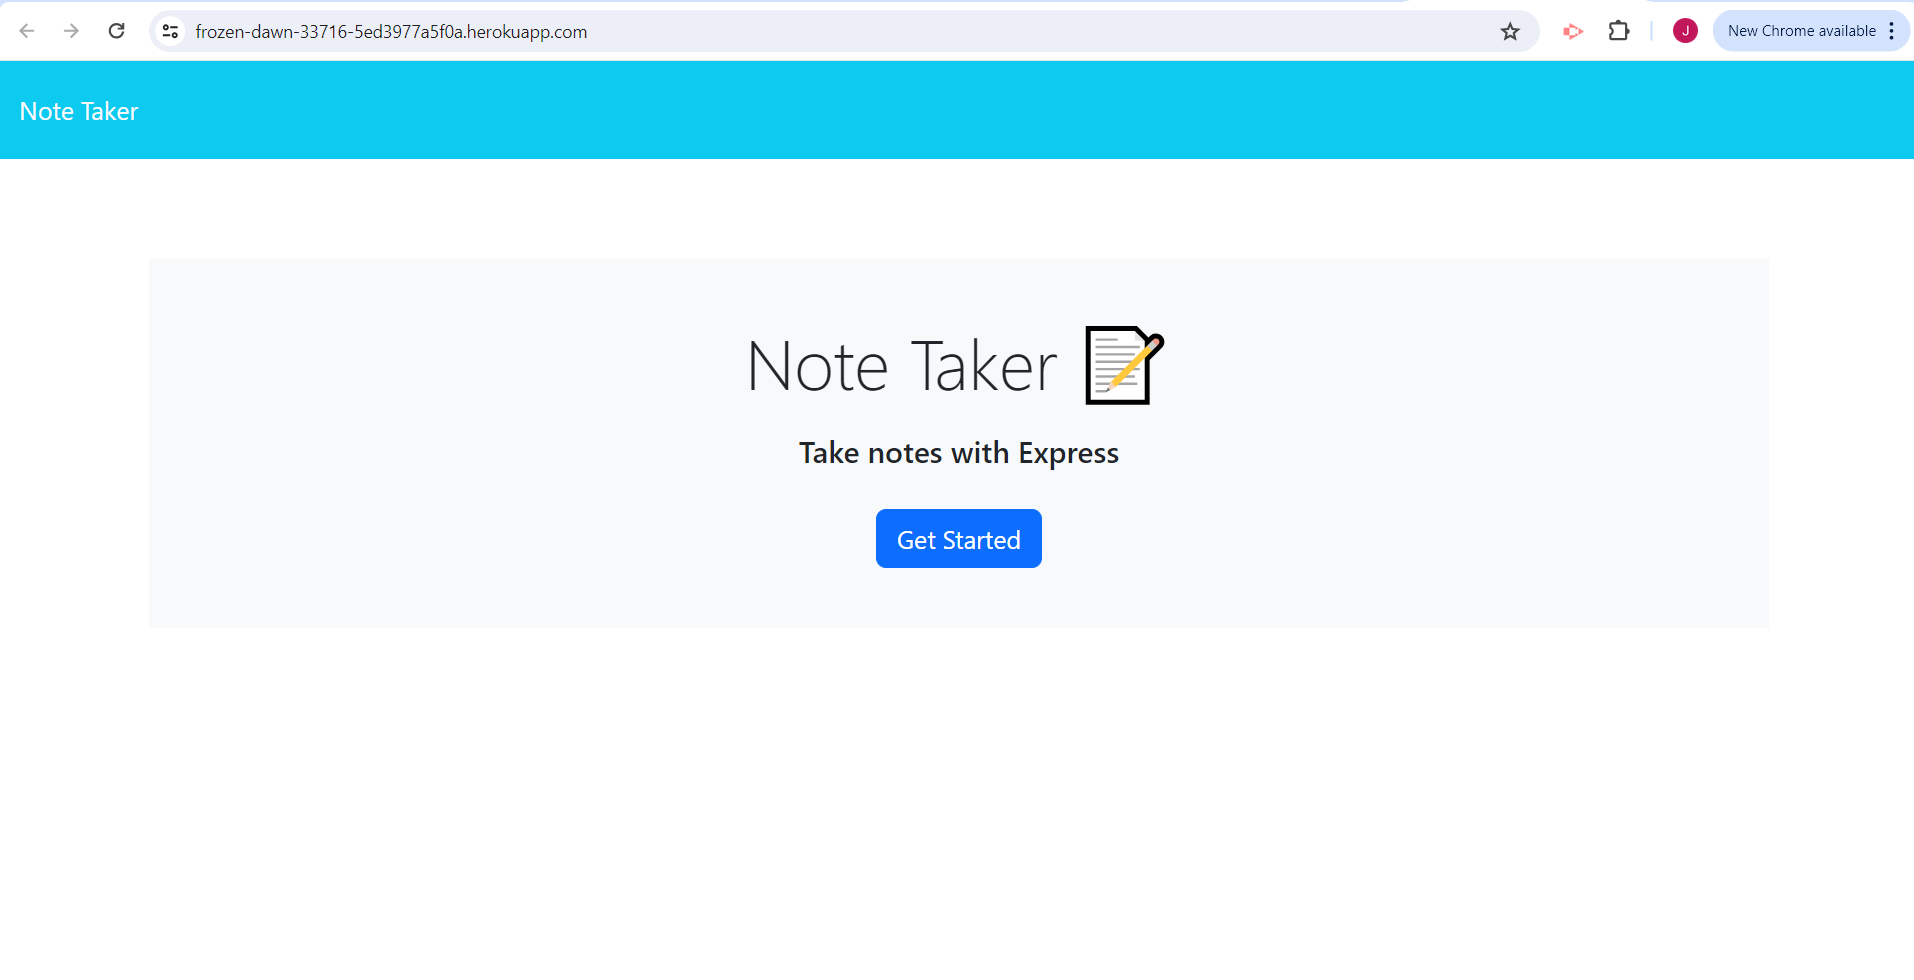 frozen-dawn-33716-5ed3977a5f0a.herokuapp.com
J
New Chrome available
Note Taker
Note Taker
Take notes with Express
Get Started